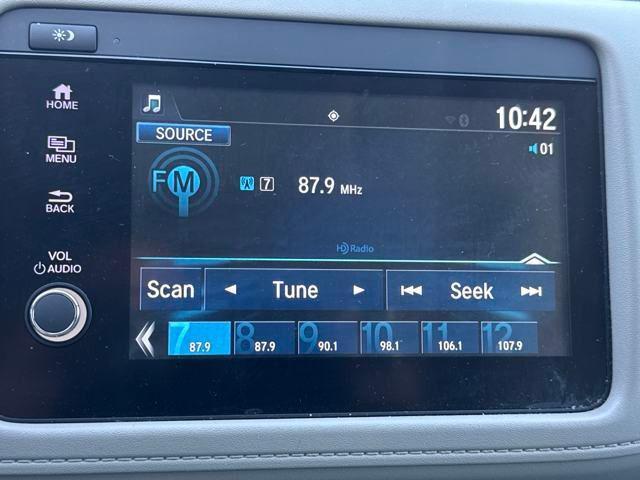 HOME
MENU
BACK
VOL
AUDIO
10:42
SOURCE
01
FM
7
87.9 MHz
HD Radio
Scan
Tune
Seek
7 87.9
8 87.9
9 90.1
10 98.1
11 106.1
12 107.9